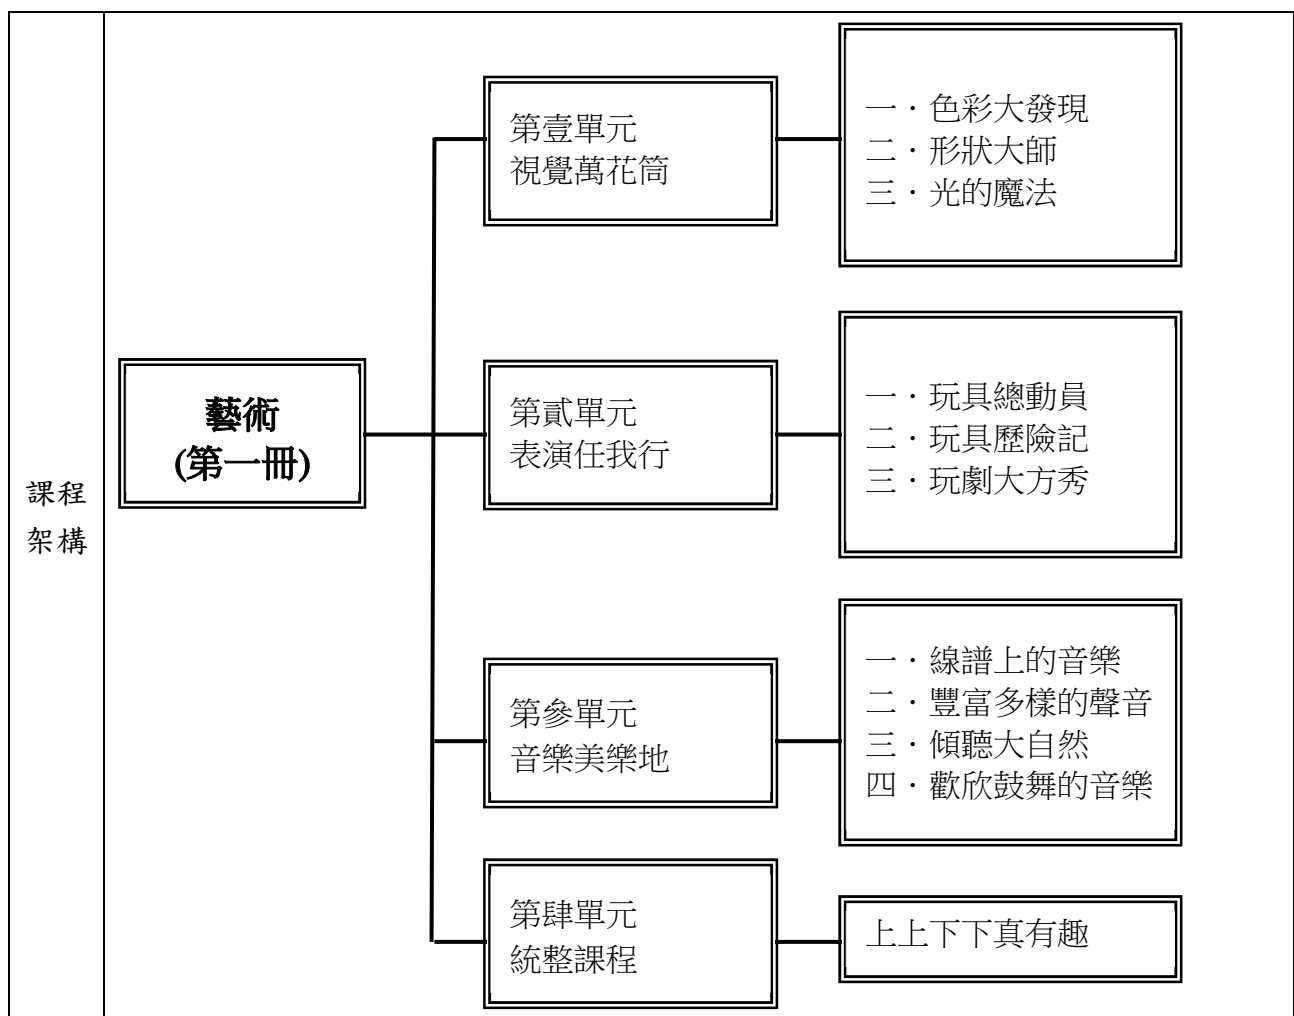 課程
架構
藝術
(第一冊)
第壹單元
視覺萬花筒
一．色彩大發現
二．形狀大師
三．光的魔法
第貳單元
表演任我行
一．玩具總動員
二．玩具歷險記
三．玩劇大方秀
第參單元
音樂美樂地
一．線譜上的音樂
二．豐富多樣的聲音
三．傾聽大自然
四．歡欣鼓舞的音樂
第肆單元
統整課程
上上下下真有趣